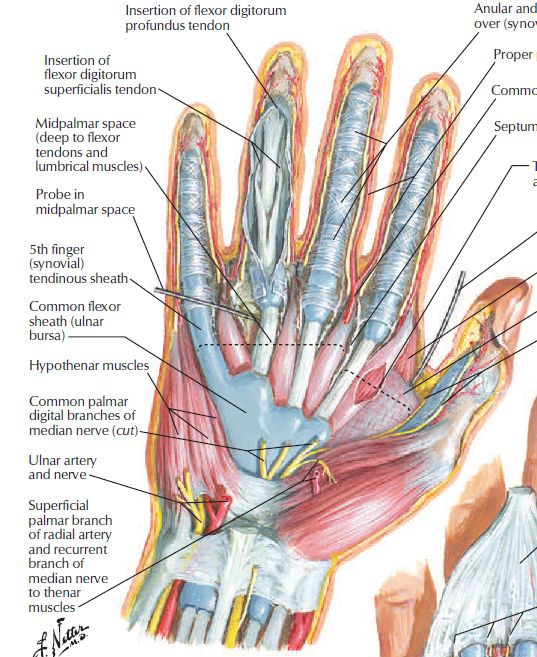 Insertion of flexor digitorum
profundus tendon
Insertion of
flexor digitorum
superficialis tendon
Midpalmar space
(deep to flexor
tendons and
lumbrical muscles)
Probe in
midpalmar space
5th finger
(synovial)
tendinous sheath
Common flexor
sheath (ulnar
bursa)
Hypothenar muscles
Common palmar
digital branches of
median nerve (cut)
Ulnar artery
and nerve
Superficial
palmar branch
of radial artery
and recurrent
branch of
median nerve
to thenar
muscles
Anular and
over (syno
Proper
Commo
Septum
T
a
F. Netter
M.D.